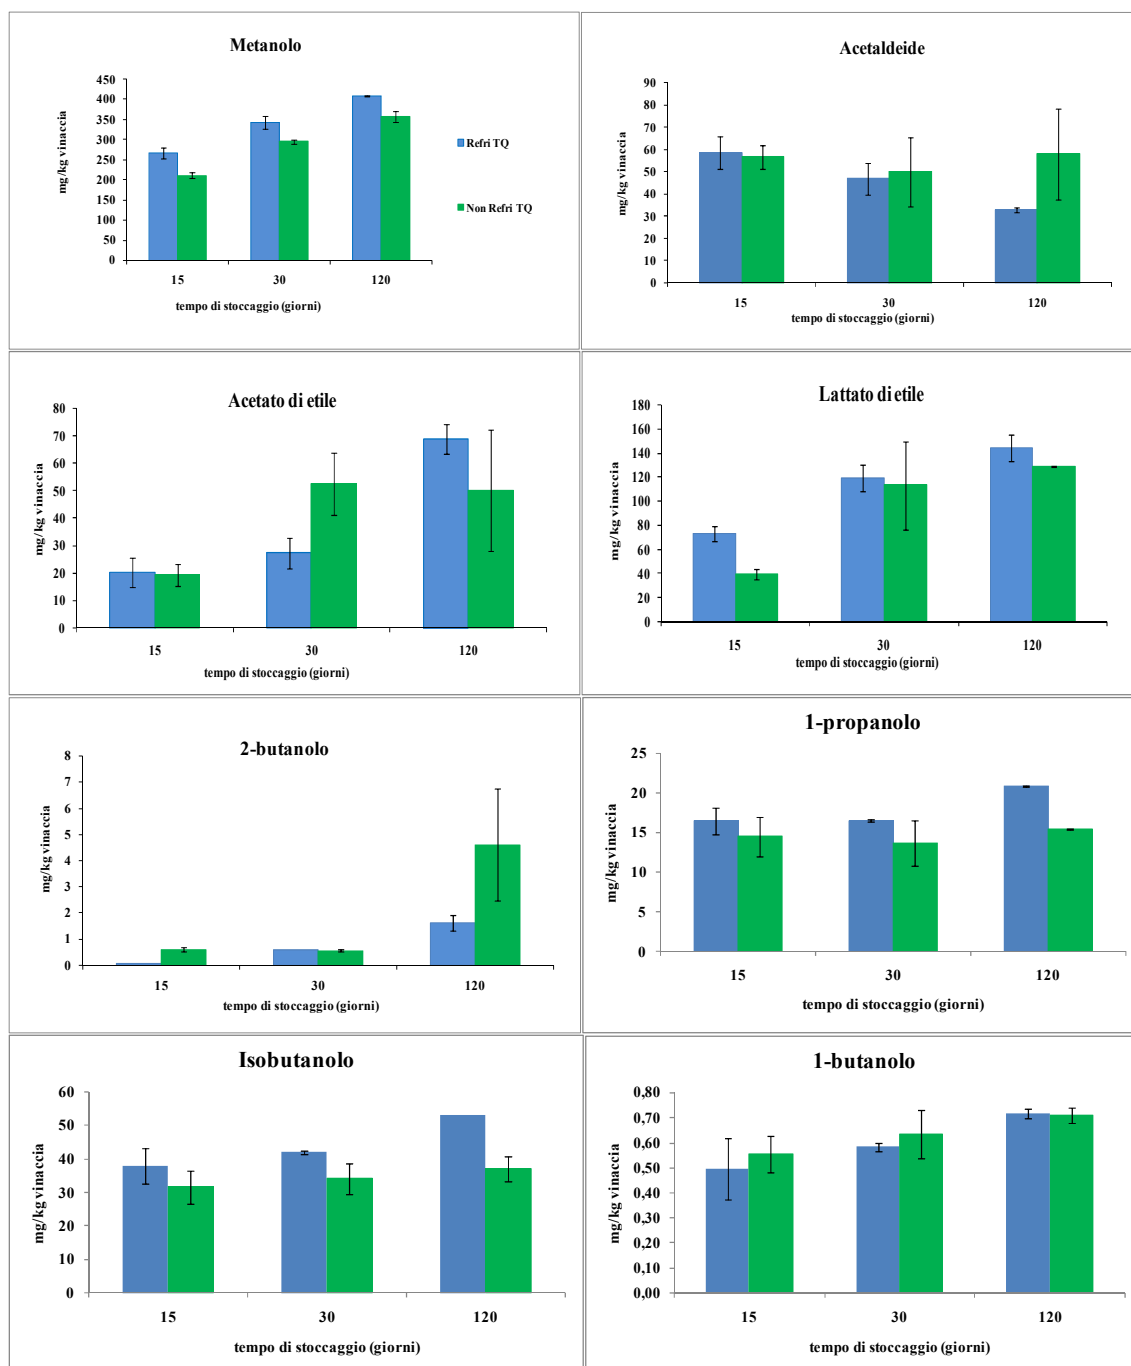 Metanolo
450
400
350
300
250
200
150
100
50
0
mg/kg vinaccia
15 30 120
tempo di stoccaggio (giorni)
Refri TQ
Non Refri TQ
Acetaldeide
90
80
70
60
50
40
30
20
10
0
mg/kg vinaccia
15 30 120
tempo di stoccaggio (giorni)
Acetato di etile
80
70
60
50
40
30
20
10
0
mg/kg vinaccia
15 30 120
tempo di stoccaggio (giorni)
Lattato di etile
180
160
140
120
100
80
60
40
20
0
mg/kg vinaccia
15 30 120
tempo di stoccaggio (giorni)
2-butanolo
8
7
6
5
4
3
2
1
0
mg/kg vinaccia
15 30 120
tempo di stoccaggio (giorni)
1-propanolo
25
20
15
10
5
0
mg/kg vinaccia
15 30 120
tempo di stoccaggio (giorni)
Isobutanolo
60
50
40
30
20
10
0
mg/kg vinaccia
15 30 120
tempo di stoccaggio (giorni)
1-butanolo
0,80
0,70
0,60
0,50
0,40
0,30
0,20
0,10
0,00
mg/kg vinaccia
15 30 120
tempo di stoccaggio (giorni)